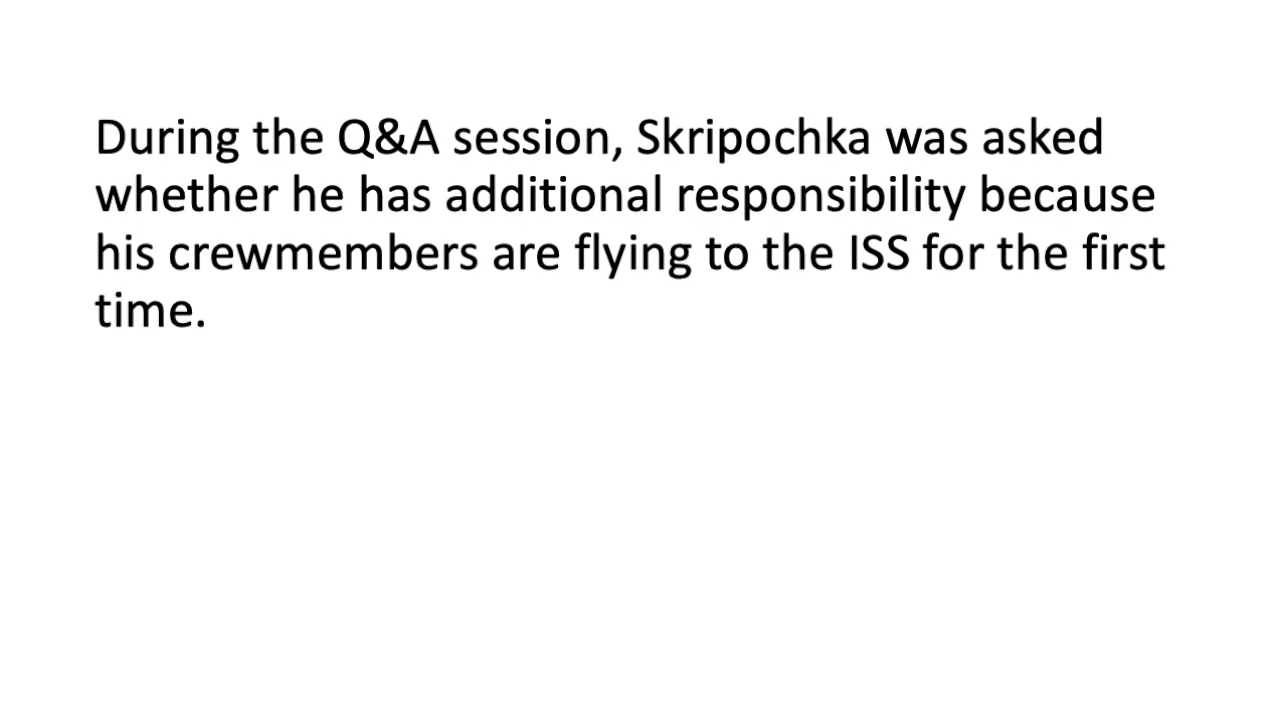 During the Q&A session, Skripochka was asked
whether he has additional responsibility because
his crewmembers are flying to the ISS for the first
time.